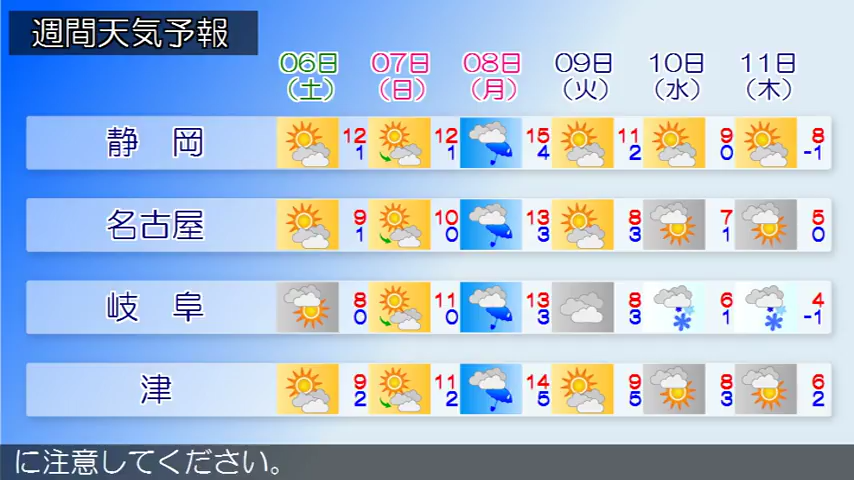 週間天気予報
06日 07日 08日 09日 10日 11日
(土) (日) (月) (火) (水) (木)
静 岡 12 1 12 1 15 4 11 2 9 0 8 -1
名古屋 9 1 10 0 13 3 8 3 7 1 5 0
岐 阜 8 0 11 0 13 3 8 3 6 1 4 -1
津 9 2 11 2 14 5 9 5 8 3 6 2
に注意してください。